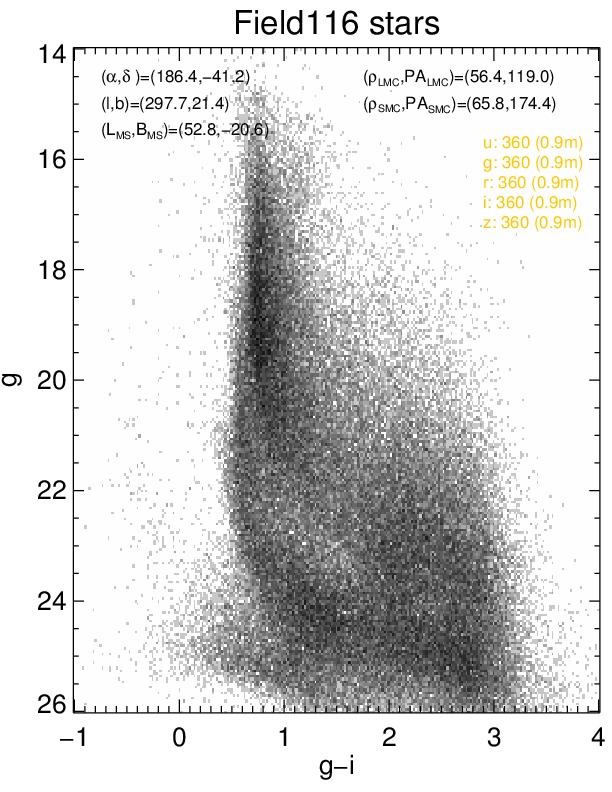 Field116 stars
(α,δ )=(186.4,−41.2)
(ρLMC,PALMC)=(56.4,119.0)
(l,b)=(297.7,21.4)
(ρSMC,PASMC)=(65.8,174.4)
(LMS,BMS)=(52.8,−20.6)
u: 360 (0.9m)
g: 360 (0.9m)
r: 360 (0.9m)
i: 360 (0.9m)
z: 360 (0.9m)
14
16
18
20
22
24
26
g
−1 0 1 2 3 4
g−i